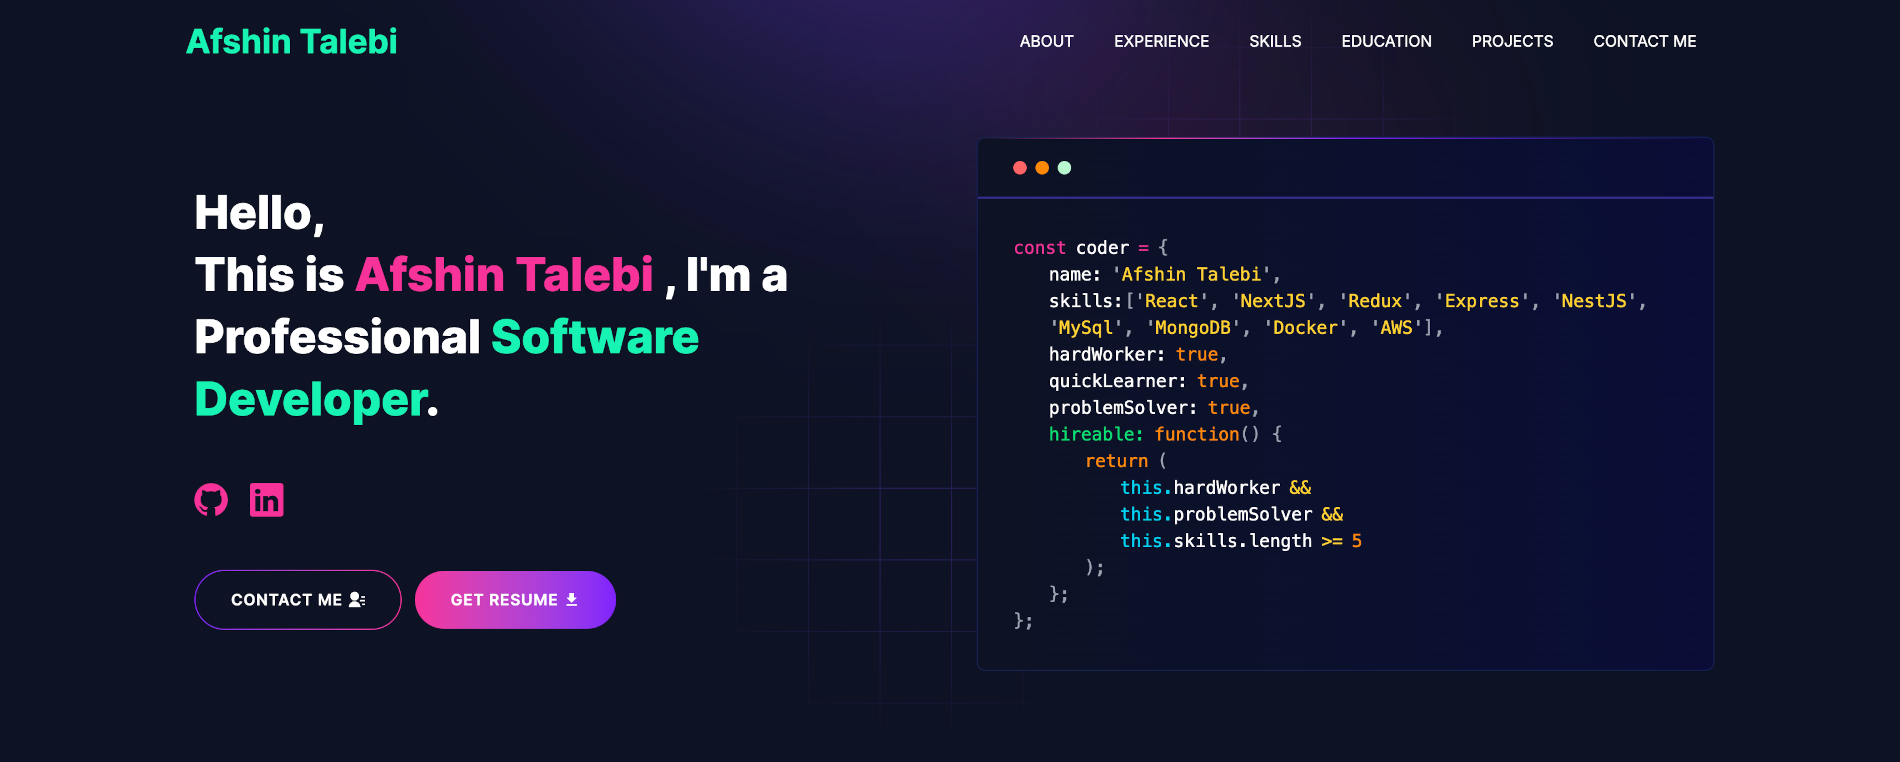 Afshin Talebi
ABOUT EXPERIENCE SKILLS EDUCATION PROJECTS CONTACT ME
Hello,
This is Afshin Talebi , I'm a
Professional Software
Developer.
CONTACT ME
GET RESUME
const coder = {
name: 'Afshin Talebi',
skills:['React', 'NextJS', 'Redux', 'Express', 'NestJS',
'MySql', 'MongoDB', 'Docker', 'AWS'],
hardWorker: true,
quickLearner: true,
problemSolver: true,
hireable: function() {
return (
this.hardWorker &&
this.problemSolver &&
this.skills.length >= 5
);
};
};